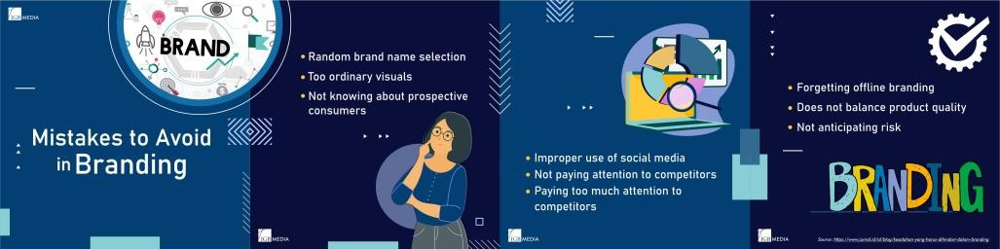 MEDIA
BRAND
Mistakes to Avoid
in Branding
• Random brand name selection
• Too ordinary visuals
• Not knowing about prospective
consumers
MEDIA
• Improper use of social media
• Not paying attention to competitors
• Paying too much attention to
competitors
MEDIA
• Forgetting offline branding
• Does not balance product quality
• Not anticipating risk
BRANDING
MEDIA
Source: https://www.jurnal.id/id/blog/kesalahan-yang-harus-dihindari-dalam-branding